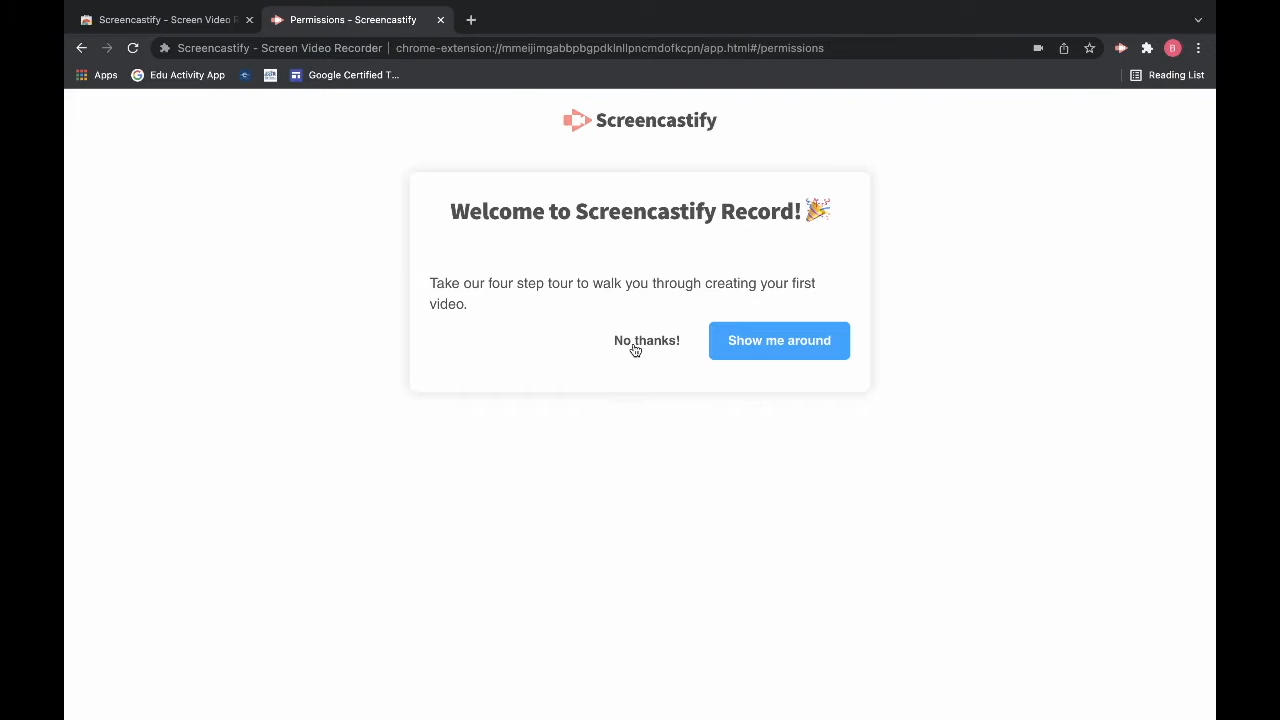 Screencastify - Screen Video R
Permissions - Screencastify
Screencastify - Screen Video Recorder | chrome-extension://mmeijimgabbpbgpdklnllpncmdofkcpn/app.html#/permissions
B
Apps
Edu Activity App
Google Certified T...
Reading List
Screencastify
Welcome to Screencastify Record! 🎉
Take our four step tour to walk you through creating your first
video.
No thanks!
Show me around